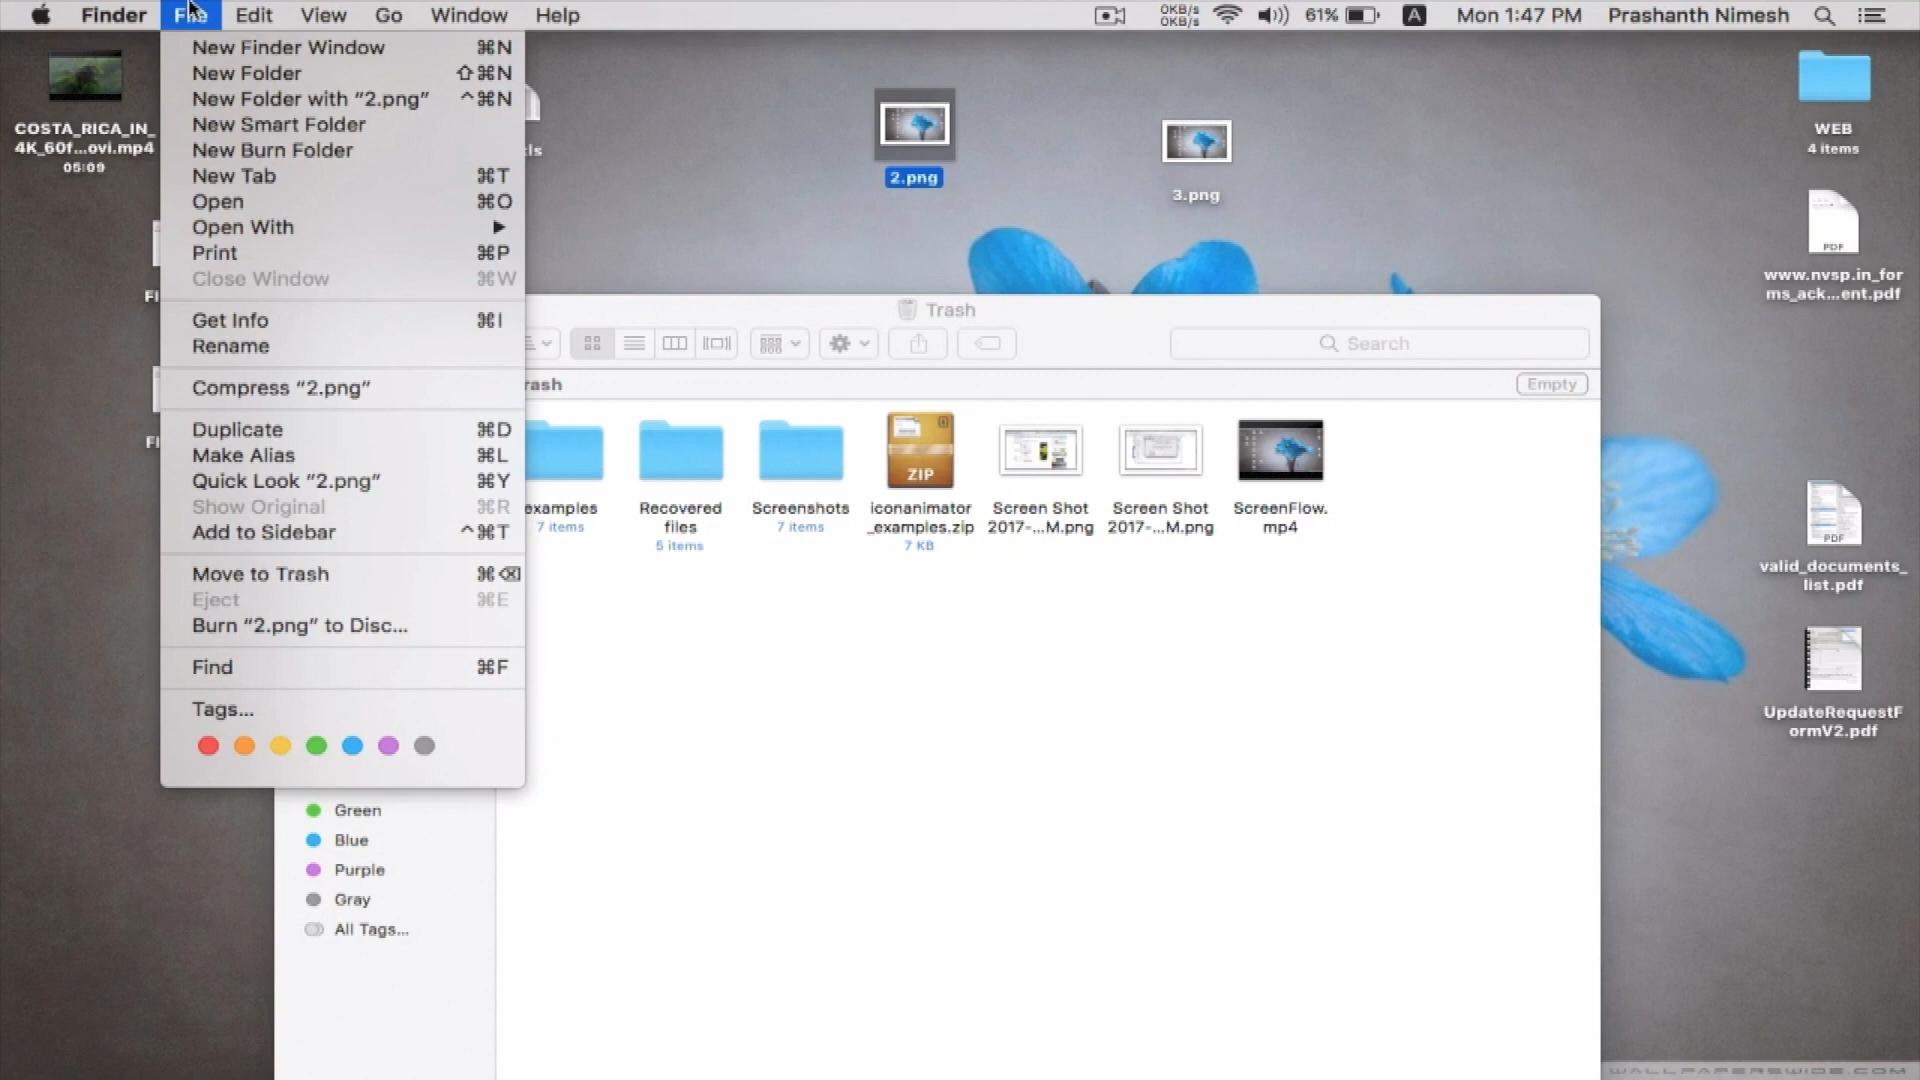 Finder File Edit View Go Window Help
0KB/s
0KB/s
61%
A
Mon 1:47 PM
Prashanth Nimesh
New Finder Window ⌘N
New Folder ⇧⌘N
New Folder with “2.png” ^⌘N
New Smart Folder
New Burn Folder
New Tab ⌘T
Open ⌘O
Open With ▶
Print ⌘P
Close Window ⌘W
Get Info ⌘I
Rename
Compress “2.png”
Duplicate ⌘D
Make Alias ⌘L
Quick Look “2.png” ⌘Y
Show Original ⌘R
Add to Sidebar ^⌘T
Move to Trash ⌘⌫
Eject ⌘E
Burn “2.png” to Disc...
Find ⌘F
Tags...
Green
Blue
Purple
Gray
All Tags...
COSTA_RICA_IN_
4K_60f...ovi.mp4
05:09
2.png
3.png
Trash
Search
rash
Empty
examples
7 items
Recovered
files
5 items
Screenshots
7 items
ZIP
iconanimator
_examples.zip
7 KB
Screen Shot
2017-...M.png
Screen Shot
2017-...M.png
ScreenFlow.
mp4
WEB
4 items
PDF
www.nvsp.in_for
ms_ack...ent.pdf
PDF
valid_documents_
list.pdf
UpdateRequestF
ormV2.pdf
WALLPAPERSWIDE.COM